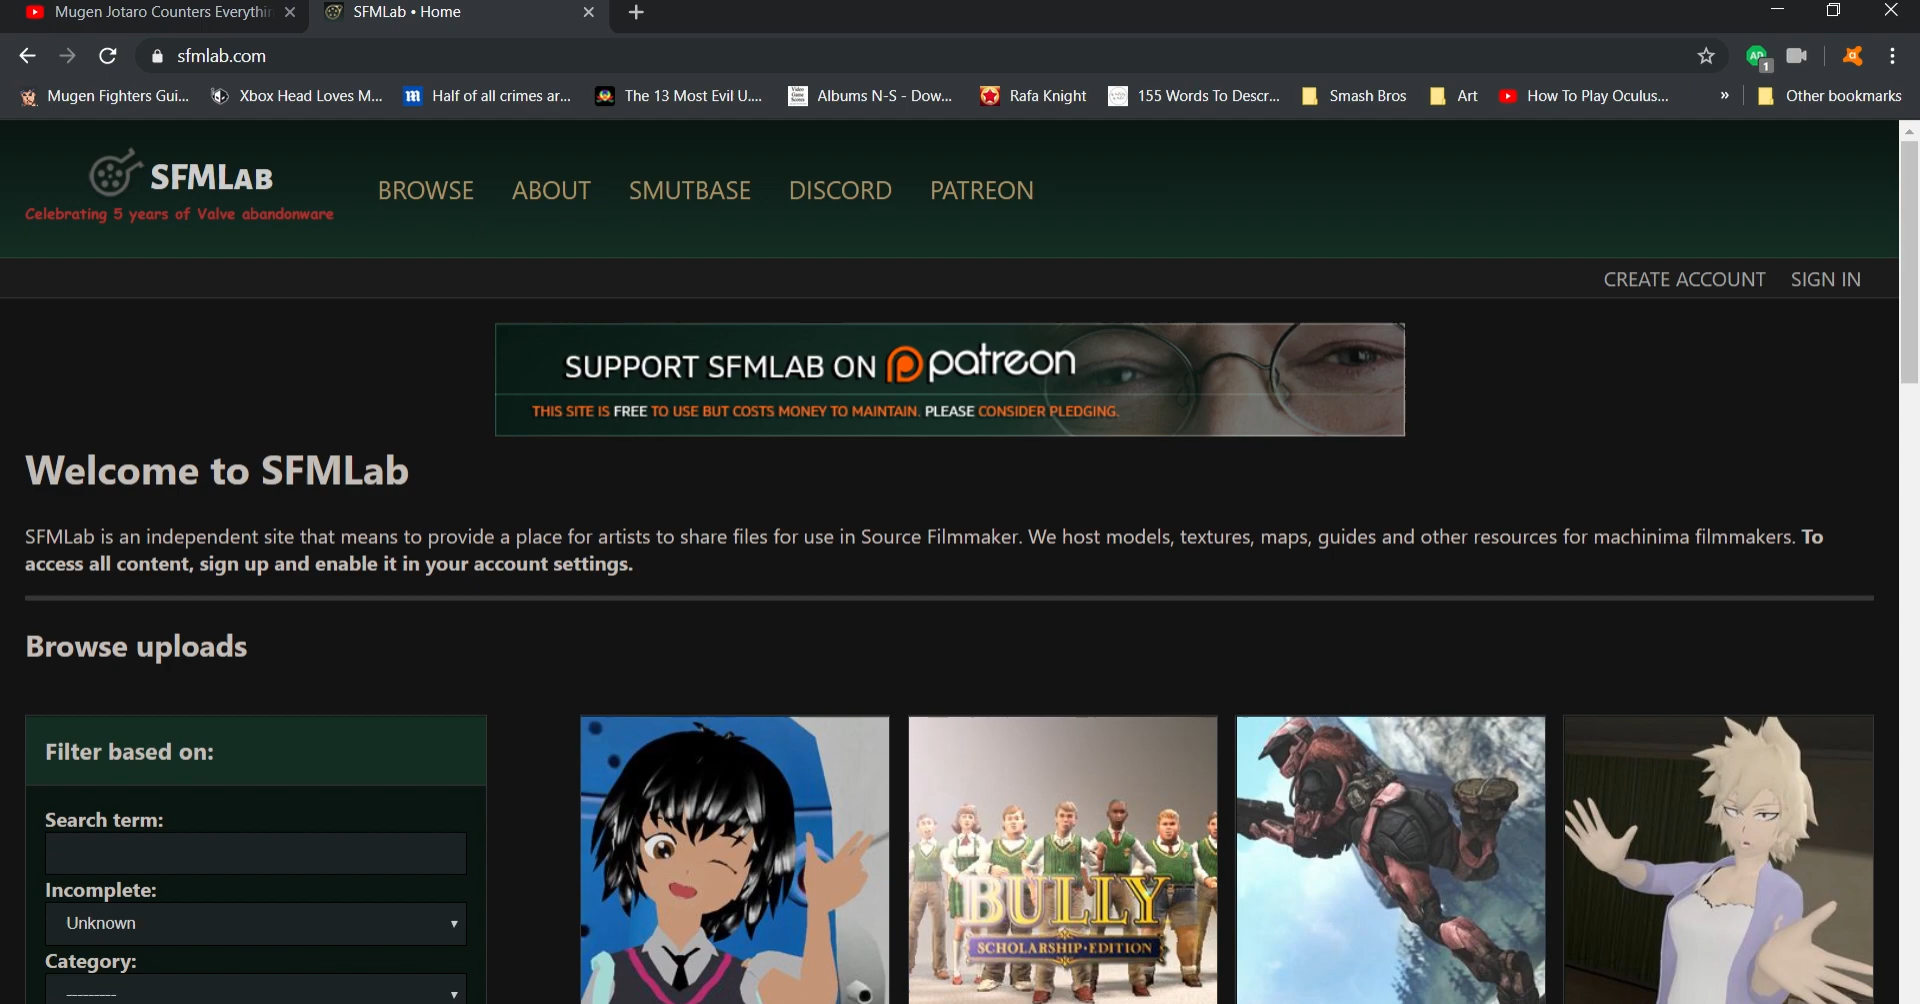 Mugen Jotaro Counters Everythin
SFMLab • Home
sfmlab.com
AD 1
Mugen Fighters Gui...
Xbox Head Loves M...
m Half of all crimes ar...
The 13 Most Evil U....
Albums N-S - Dow...
Rafa Knight
155 Words To Descr...
Smash Bros
Art
How To Play Oculus...
»
Other bookmarks
SFMLAB
Celebrating 5 years of Valve abandonware
BROWSE ABOUT SMUTBASE DISCORD PATREON
CREATE ACCOUNT SIGN IN
SUPPORT SFMLAB ON patreon
THIS SITE IS FREE TO USE BUT COSTS MONEY TO MAINTAIN. PLEASE CONSIDER PLEDGING.
Welcome to SFMLab
SFMLab is an independent site that means to provide a place for artists to share files for use in Source Filmmaker. We host models, textures, maps, guides and other resources for machinima filmmakers. To
access all content, sign up and enable it in your account settings.
Browse uploads
Filter based on:
Search term:
Incomplete:
Unknown
Category:
---------
BULLY
SCHOLARSHIP•EDITION